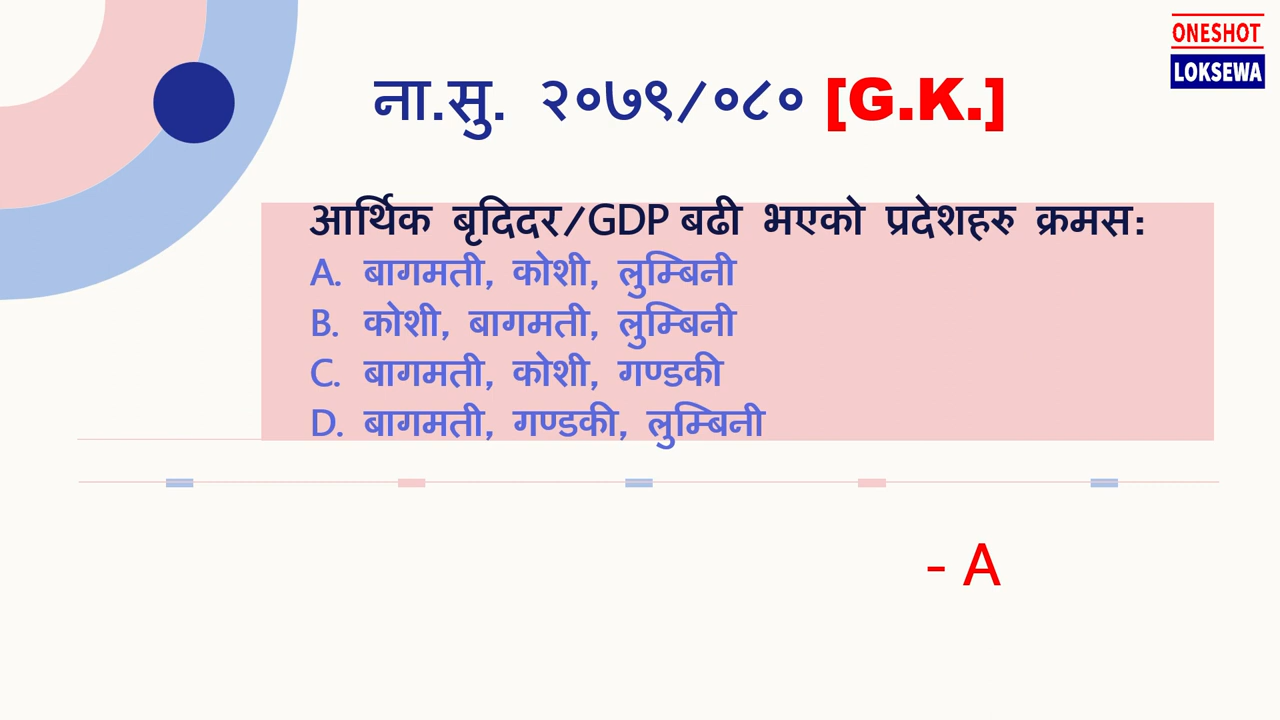 ONESHOT
LOKSEWA
ना.सु. २०७९/०८० [G.K.]
आर्थिक बृदिदर/GDP बढी भएको प्रदेशहरु क्रमस:
A. बागमती, कोशी, लुम्बिनी
B. कोशी, बागमती, लुम्बिनी
C. बागमती, कोशी, गण्डकी
D. बागमती, गण्डकी, लुम्बिनी
- A